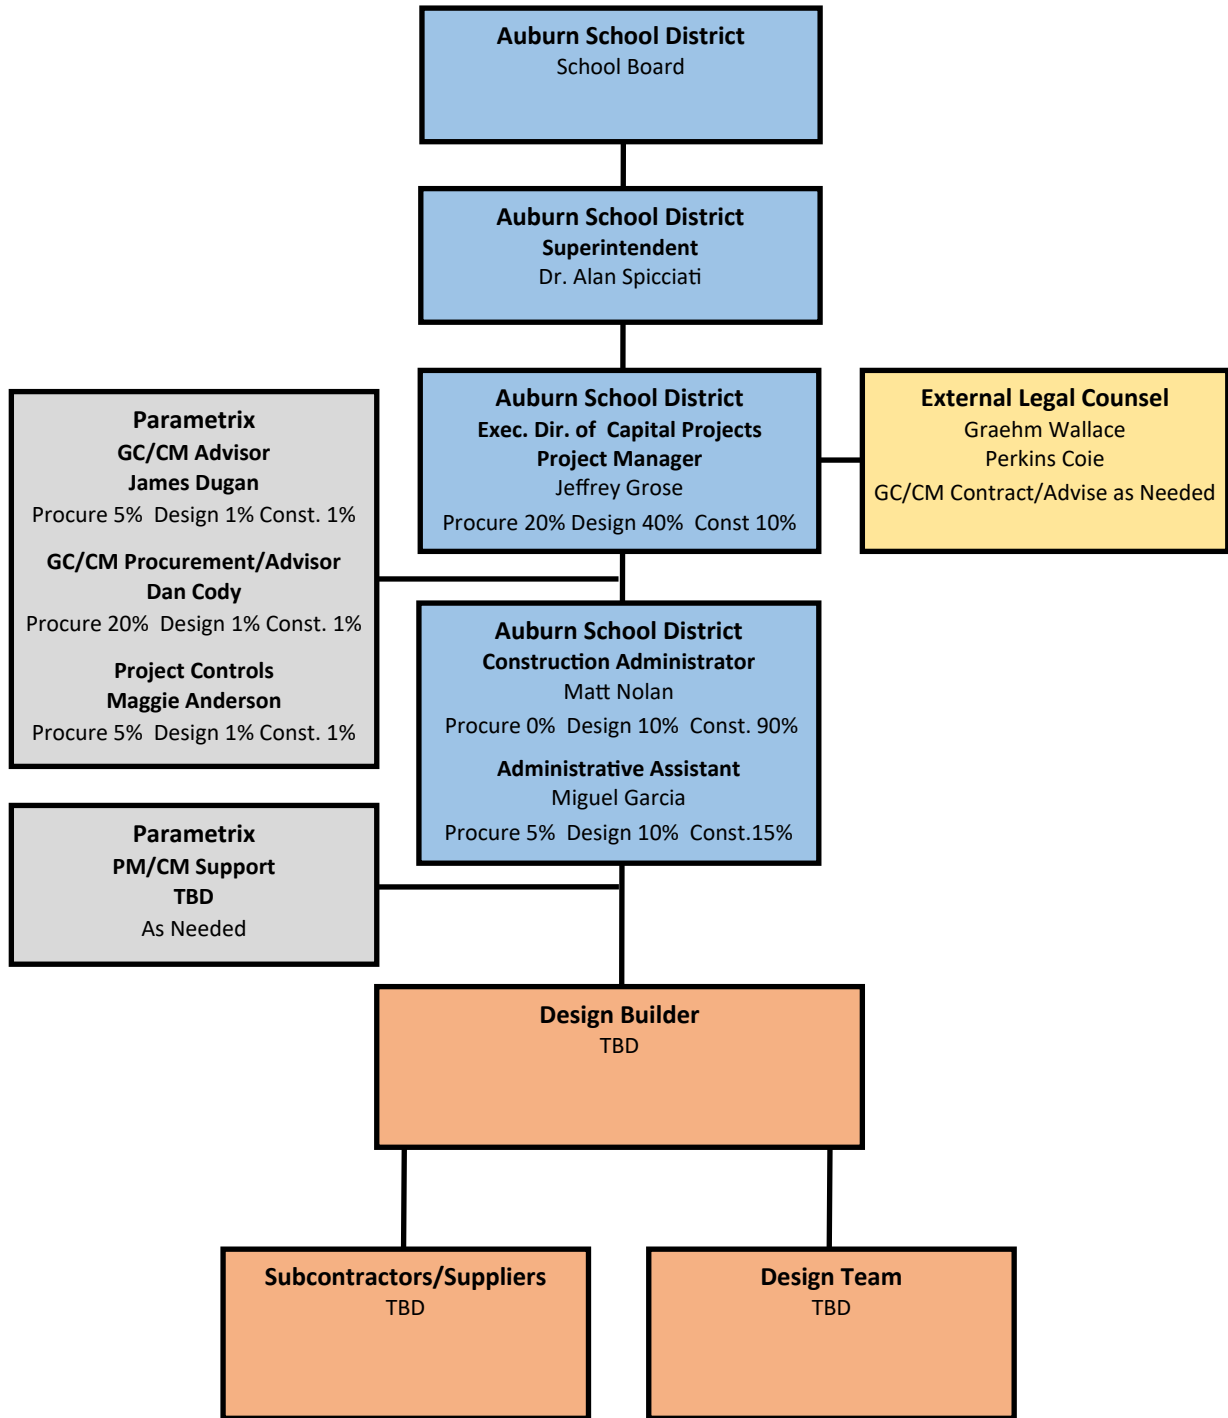 Auburn School District
School Board
Auburn School District
Superintendent
Dr. Alan Spicciati
Auburn School District
Exec. Dir. of Capital Projects
Project Manager
Jeffrey Grose
Procure 20% Design 40% Const 10%
External Legal Counsel
Graehm Wallace
Perkins Coie
GC/CM Contract/Advise as Needed
Parametrix
GC/CM Advisor
James Dugan
Procure 5% Design 1% Const. 1%
GC/CM Procurement/Advisor
Dan Cody
Procure 20% Design 1% Const. 1%
Project Controls
Maggie Anderson
Procure 5% Design 1% Const. 1%
Auburn School District
Construction Administrator
Matt Nolan
Procure 0% Design 10% Const. 90%
Administrative Assistant
Miguel Garcia
Procure 5% Design 10% Const.15%
Parametrix
PM/CM Support
TBD
As Needed
Design Builder
TBD
Subcontractors/Suppliers
TBD
Design Team
TBD